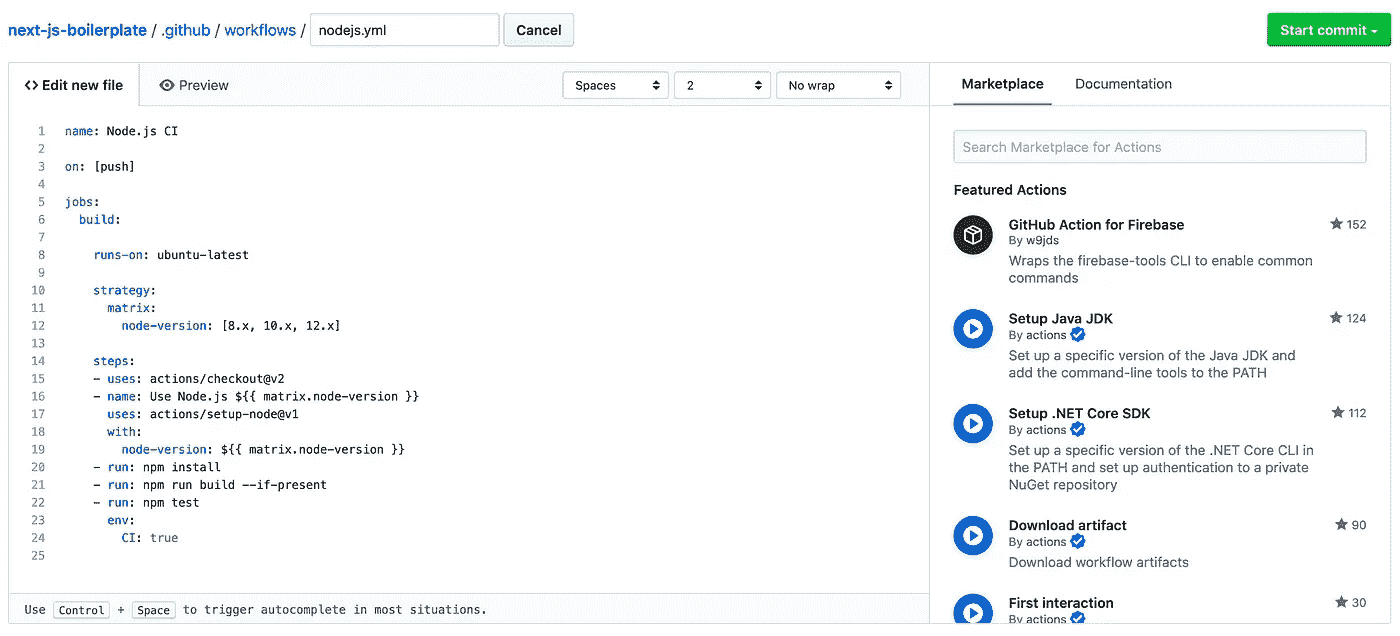 next-js-boilerplate / .github / workflows / nodejs.yml Cancel Start commit
Edit new file Preview Spaces 2 No wrap
1 name: Node.js CI
2
3 on: [push]
4
5 jobs:
6 build:
7
8 runs-on: ubuntu-latest
9
10 strategy:
11 matrix:
12 node-version: [8.x, 10.x, 12.x]
13
14 steps:
15 - uses: actions/checkout@v2
16 - name: Use Node.js ${{ matrix.node-version }}
17 uses: actions/setup-node@v1
18 with:
19 node-version: ${{ matrix.node-version }}
20 - run: npm install
21 - run: npm run build --if-present
22 - run: npm test
23 env:
24 CI: true
25
Use Control + Space to trigger autocomplete in most situations.
Marketplace Documentation
Search Marketplace for Actions
Featured Actions
GitHub Action for Firebase 152
By w9jds
Wraps the firebase-tools CLI to enable common
commands
Setup Java JDK 124
By actions
Set up a specific version of the Java JDK and
add the command-line tools to the PATH
Setup .NET Core SDK 112
By actions
Set up a specific version of the .NET Core CLI in
the PATH and set up authentication to a private
NuGet repository
Download artifact 90
By actions
Download workflow artifacts
First interaction 30
By actions